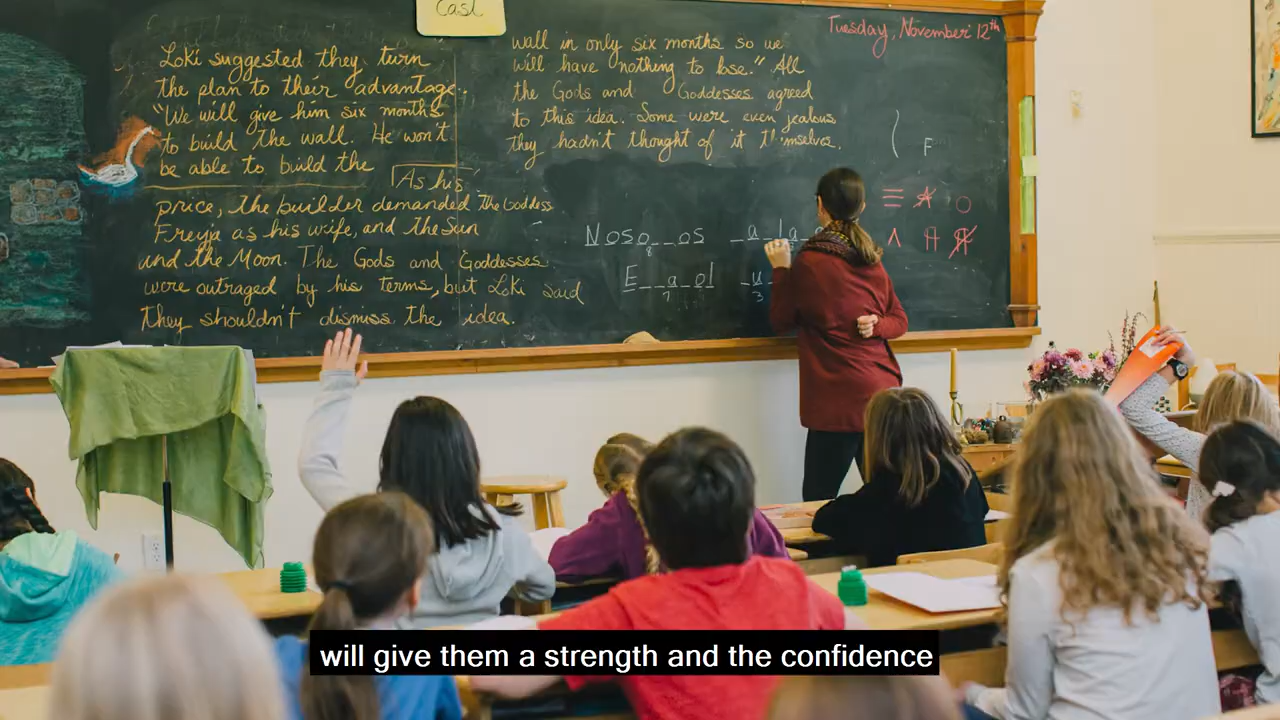 Cast
Tuesday, November 12th
Loki suggested they turn
the plan to their advantage.
"We will give him six months
to build the wall. He won't
be able to build the
wall in only six months so we
will have nothing to lose." All
the Gods and Goddesses agreed
to this idea. Some were even jealous
they hadn't thought of it themselves.
As his
price, the builder demanded the Goddess
Freyja as his wife, and the Sun
and the Moon. The Gods and Goddesses
were outraged by his terms, but Loki said
they shouldn't dismiss the idea.
F
A
O
A
N o s o _ _ o s _ a _ l a
8
E _ _ a _ o l _ u
7 3
will give them a strength and the confidence